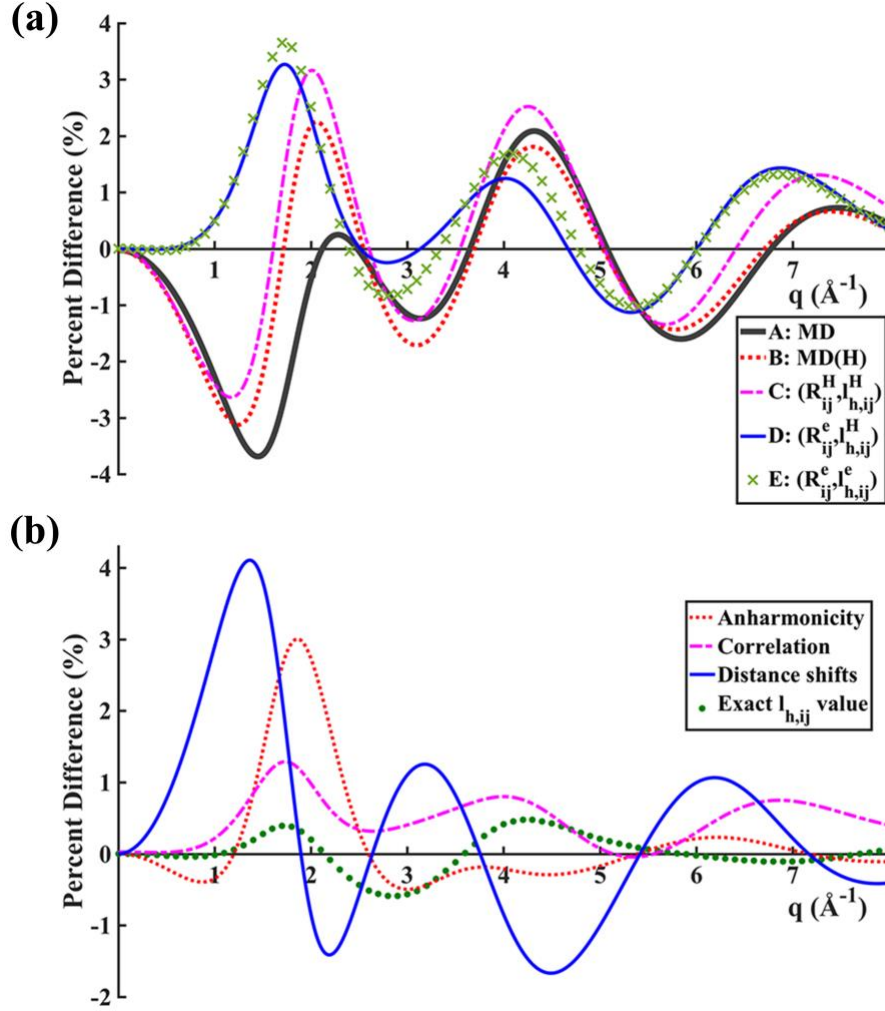 (a)
Percent Difference (%)
4
3
2
1
0
-1
-2
-3
-4
1 2 3 4 5 6 7
q (Å⁻¹)
A: MD
B: MD(H)
C: (R^H_ij,l^H_h,ij)
D: (R^e_ij,l^H_h,ij)
E: (R^e_ij,l^e_h,ij)
(b)
Percent Difference (%)
4
3
2
1
0
-1
-2
1 2 3 4 5 6 7
q (Å⁻¹)
Anharmonicity
Correlation
Distance shifts
Exact l_h,ij value